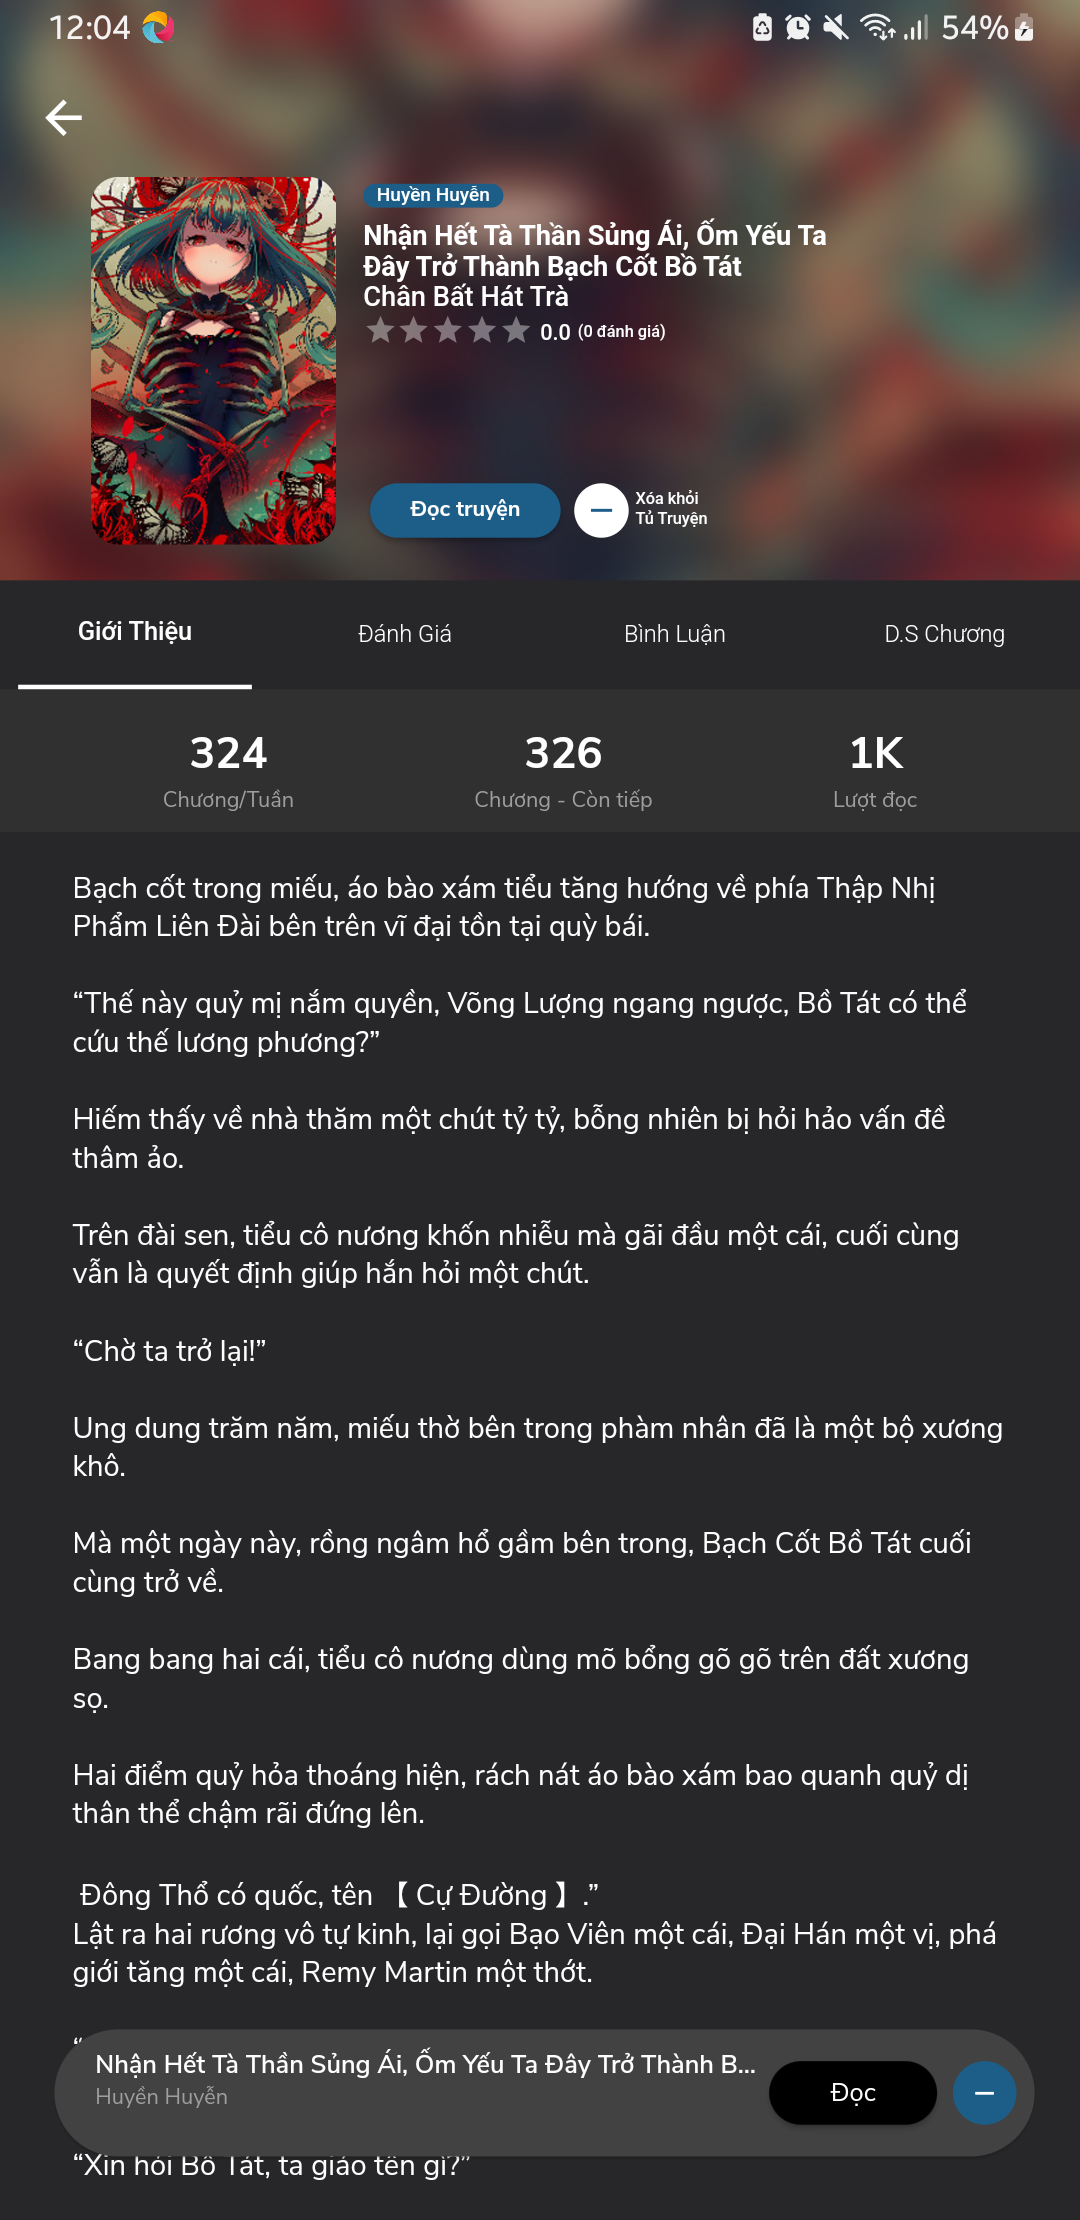 12:04
54%
Huyền Huyễn
Nhận Hết Tà Thần Sủng Ái, Ốm Yếu Ta
Đây Trở Thành Bạch Cốt Bồ Tát
Chân Bất Hát Trà
0.0 (0 đánh giá)
Đọc truyện
Xóa khỏi
Tủ Truyện
Giới Thiệu
Đánh Giá
Bình Luận
D.S Chương
324
326
1K
Chương/Tuần
Chương - Còn tiếp
Lượt đọc
Bạch cốt trong miếu, áo bào xám tiểu tăng hướng về phía Thập Nhị
Phẩm Liên Đài bên trên vĩ đại tồn tại quỳ bái.
“Thế này quỷ mị nắm quyền, Võng Lượng ngang ngược, Bồ Tát có thể
cứu thế lương phương?”
Hiếm thấy về nhà thăm một chút tỷ tỷ, bỗng nhiên bị hỏi hảo vấn đề
thâm ảo.
Trên đài sen, tiểu cô nương khốn nhiễu mà gãi đầu một cái, cuối cùng
vẫn là quyết định giúp hắn hỏi một chút.
“Chờ ta trở lại!”
Ung dung trăm năm, miếu thờ bên trong phàm nhân đã là một bộ xương
khô.
Mà một ngày này, rồng ngâm hổ gầm bên trong, Bạch Cốt Bồ Tát cuối
cùng trở về.
Bang bang hai cái, tiểu cô nương dùng mõ bổng gõ gõ trên đất xương
sọ.
Hai điểm quỷ hỏa thoáng hiện, rách nát áo bào xám bao quanh quỷ dị
thân thể chậm rãi đứng lên.
Đông Thổ có quốc, tên 【 Cự Đường 】.”
Lật ra hai rương vô tự kinh, lại gọi Bạo Viên một cái, Đại Hán một vị, phá
giới tăng một cái, Remy Martin một thớt.
“
Nhận Hết Tà Thần Sủng Ái, Ốm Yếu Ta Đây Trở Thành B...
Huyền Huyễn
Đọc
“Xin hỏi Bồ Tát, ta giáo tên gì?”